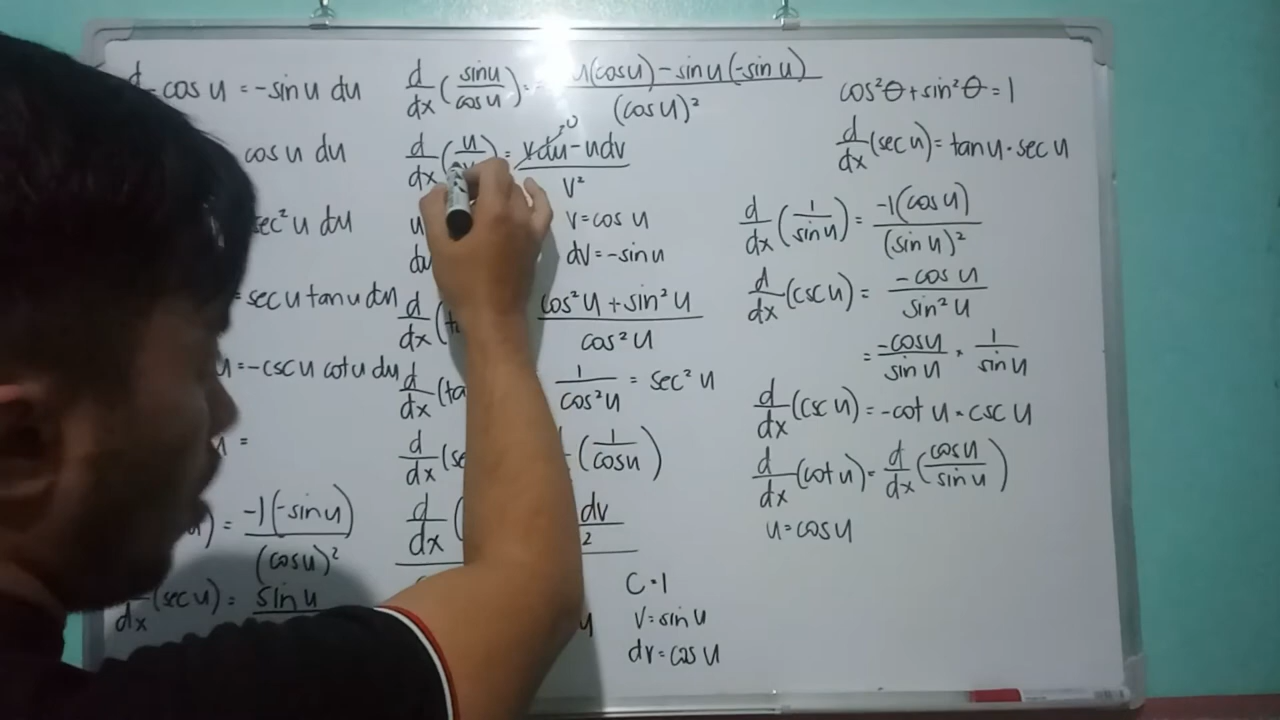 d cos u = -sin u du
cos u du
sec² u du
= sec u tan u du
u = -csc u cot u du
u =
) = -1(-sin u)
(cos u)²
dx (sec u) = sin u
d/dx (sin u / cos u) = u(cos u) - sin u(-sin u)
(cos u)²
d/dx (u = v du - u dv
0
v²
u v = cos u
du dv = -sin u
d/dx ( cos² u + sin² u
cos² u
d/dx (ta 1/cos² u = sec² u
d/dx (se (1/cos u)
d/dx ( dv
2
c = 1
v = sin u
dv = cos u
cos² θ + sin² θ = 1
d/dx (sec u) = tan u · sec u
d/dx (1/sin u) = -1(cos u)/(sin u)²
d/dx (csc u) = -cos u/sin² u
= -cos u/sin u · 1/sin u
d/dx (csc u) = -cot u · csc u
d/dx (cot u) = d/dx (cos u/sin u)
u = cos u